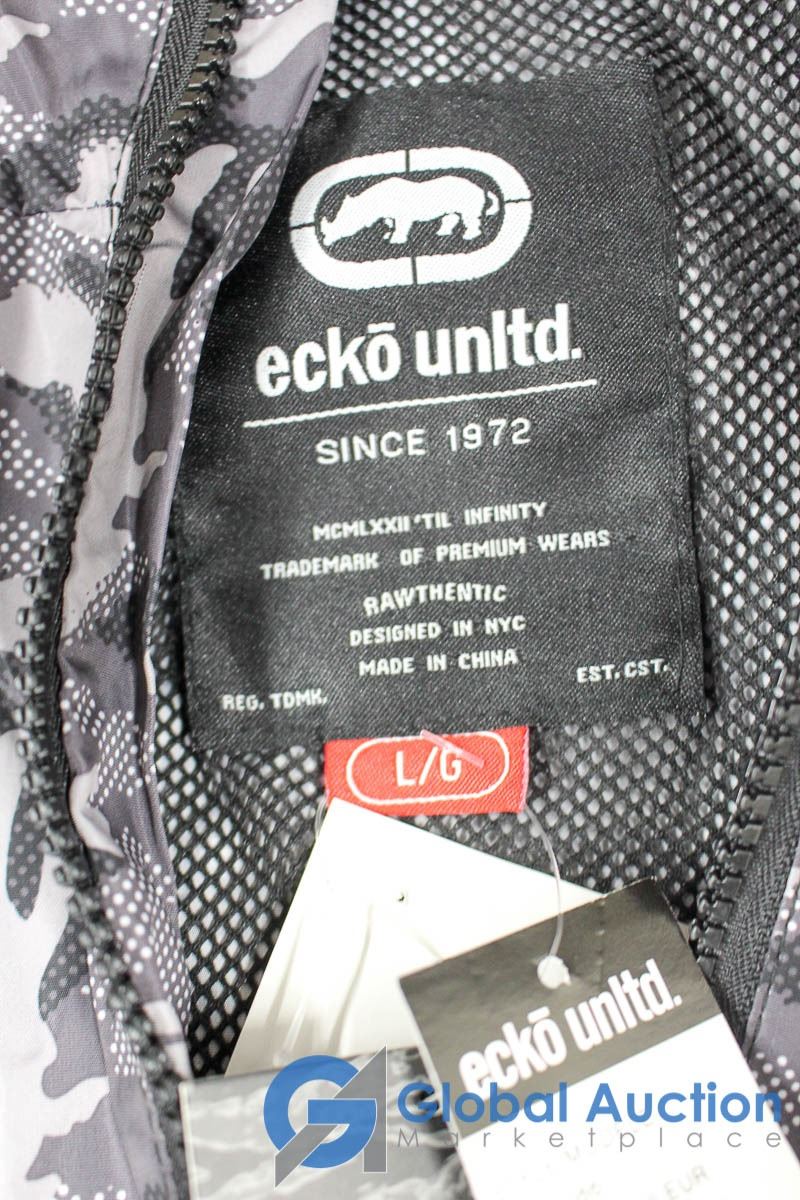 eckō unltd.
SINCE 1972
MCMLXXII 'TIL INFINITY
TRADEMARK OF PREMIUM WEARS
RAWTHENTIC
DESIGNED IN NYC
MADE IN CHINA
REG. TDMK. EST. CST.
L/G
eckō unltd.
Global Auction
Marketplace
EUR